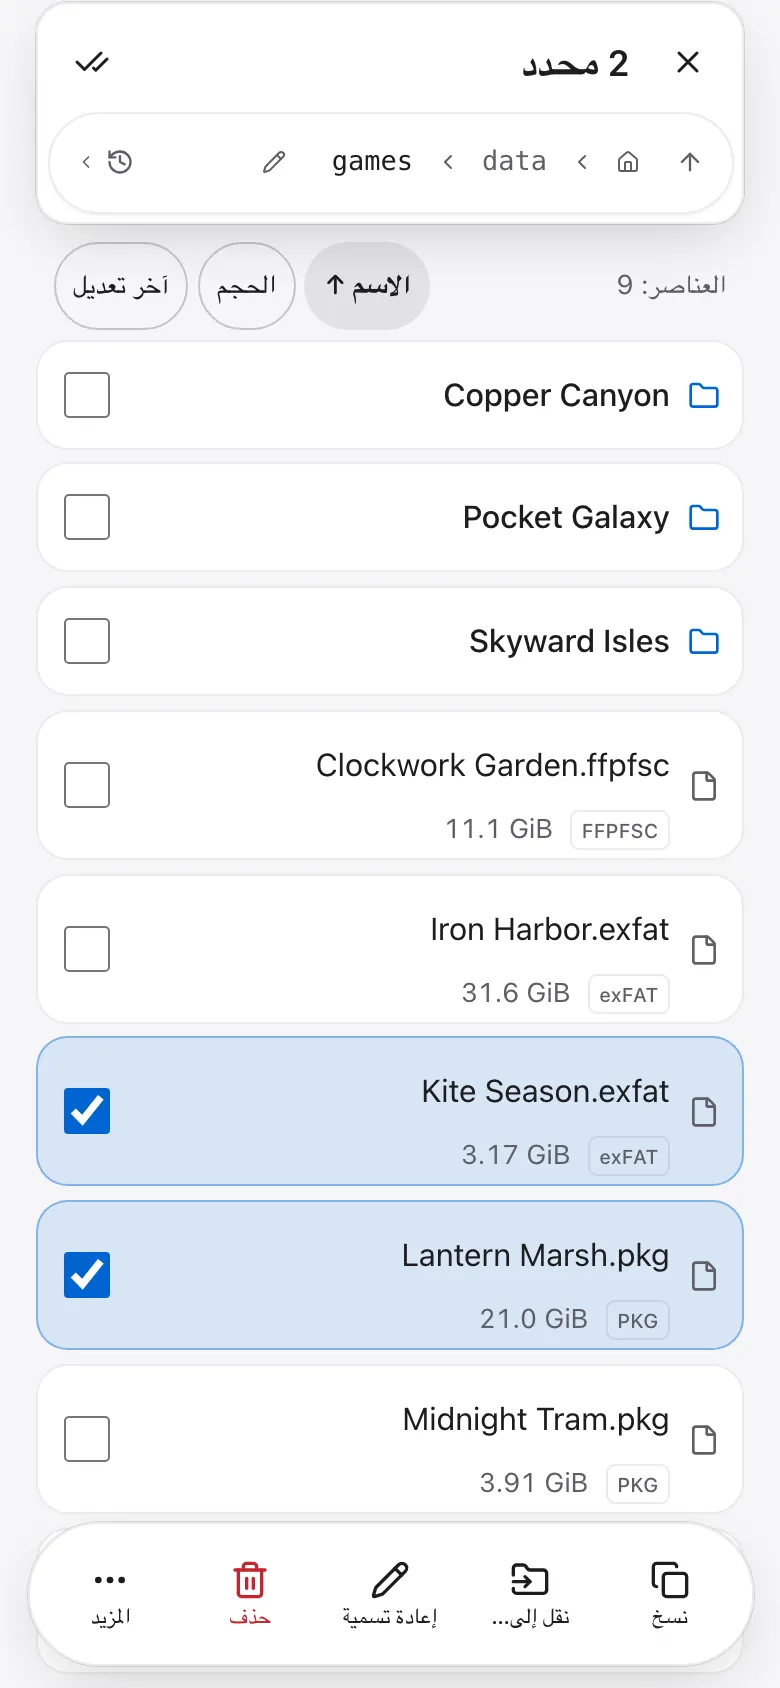 2 محدد
data < games
العناصر: 9
الاسم ↑
الحجم
آخر تعديل
Copper Canyon
Pocket Galaxy
Skyward Isles
Clockwork Garden.ffpfsc
FFPFSC 11.1 GiB
Iron Harbor.exfat
exFAT 31.6 GiB
Kite Season.exfat
exFAT 3.17 GiB
Lantern Marsh.pkg
PKG 21.0 GiB
Midnight Tram.pkg
PKG 3.91 GiB
نسخ
نقل إلى...
إعادة تسمية
حذف
المزيد